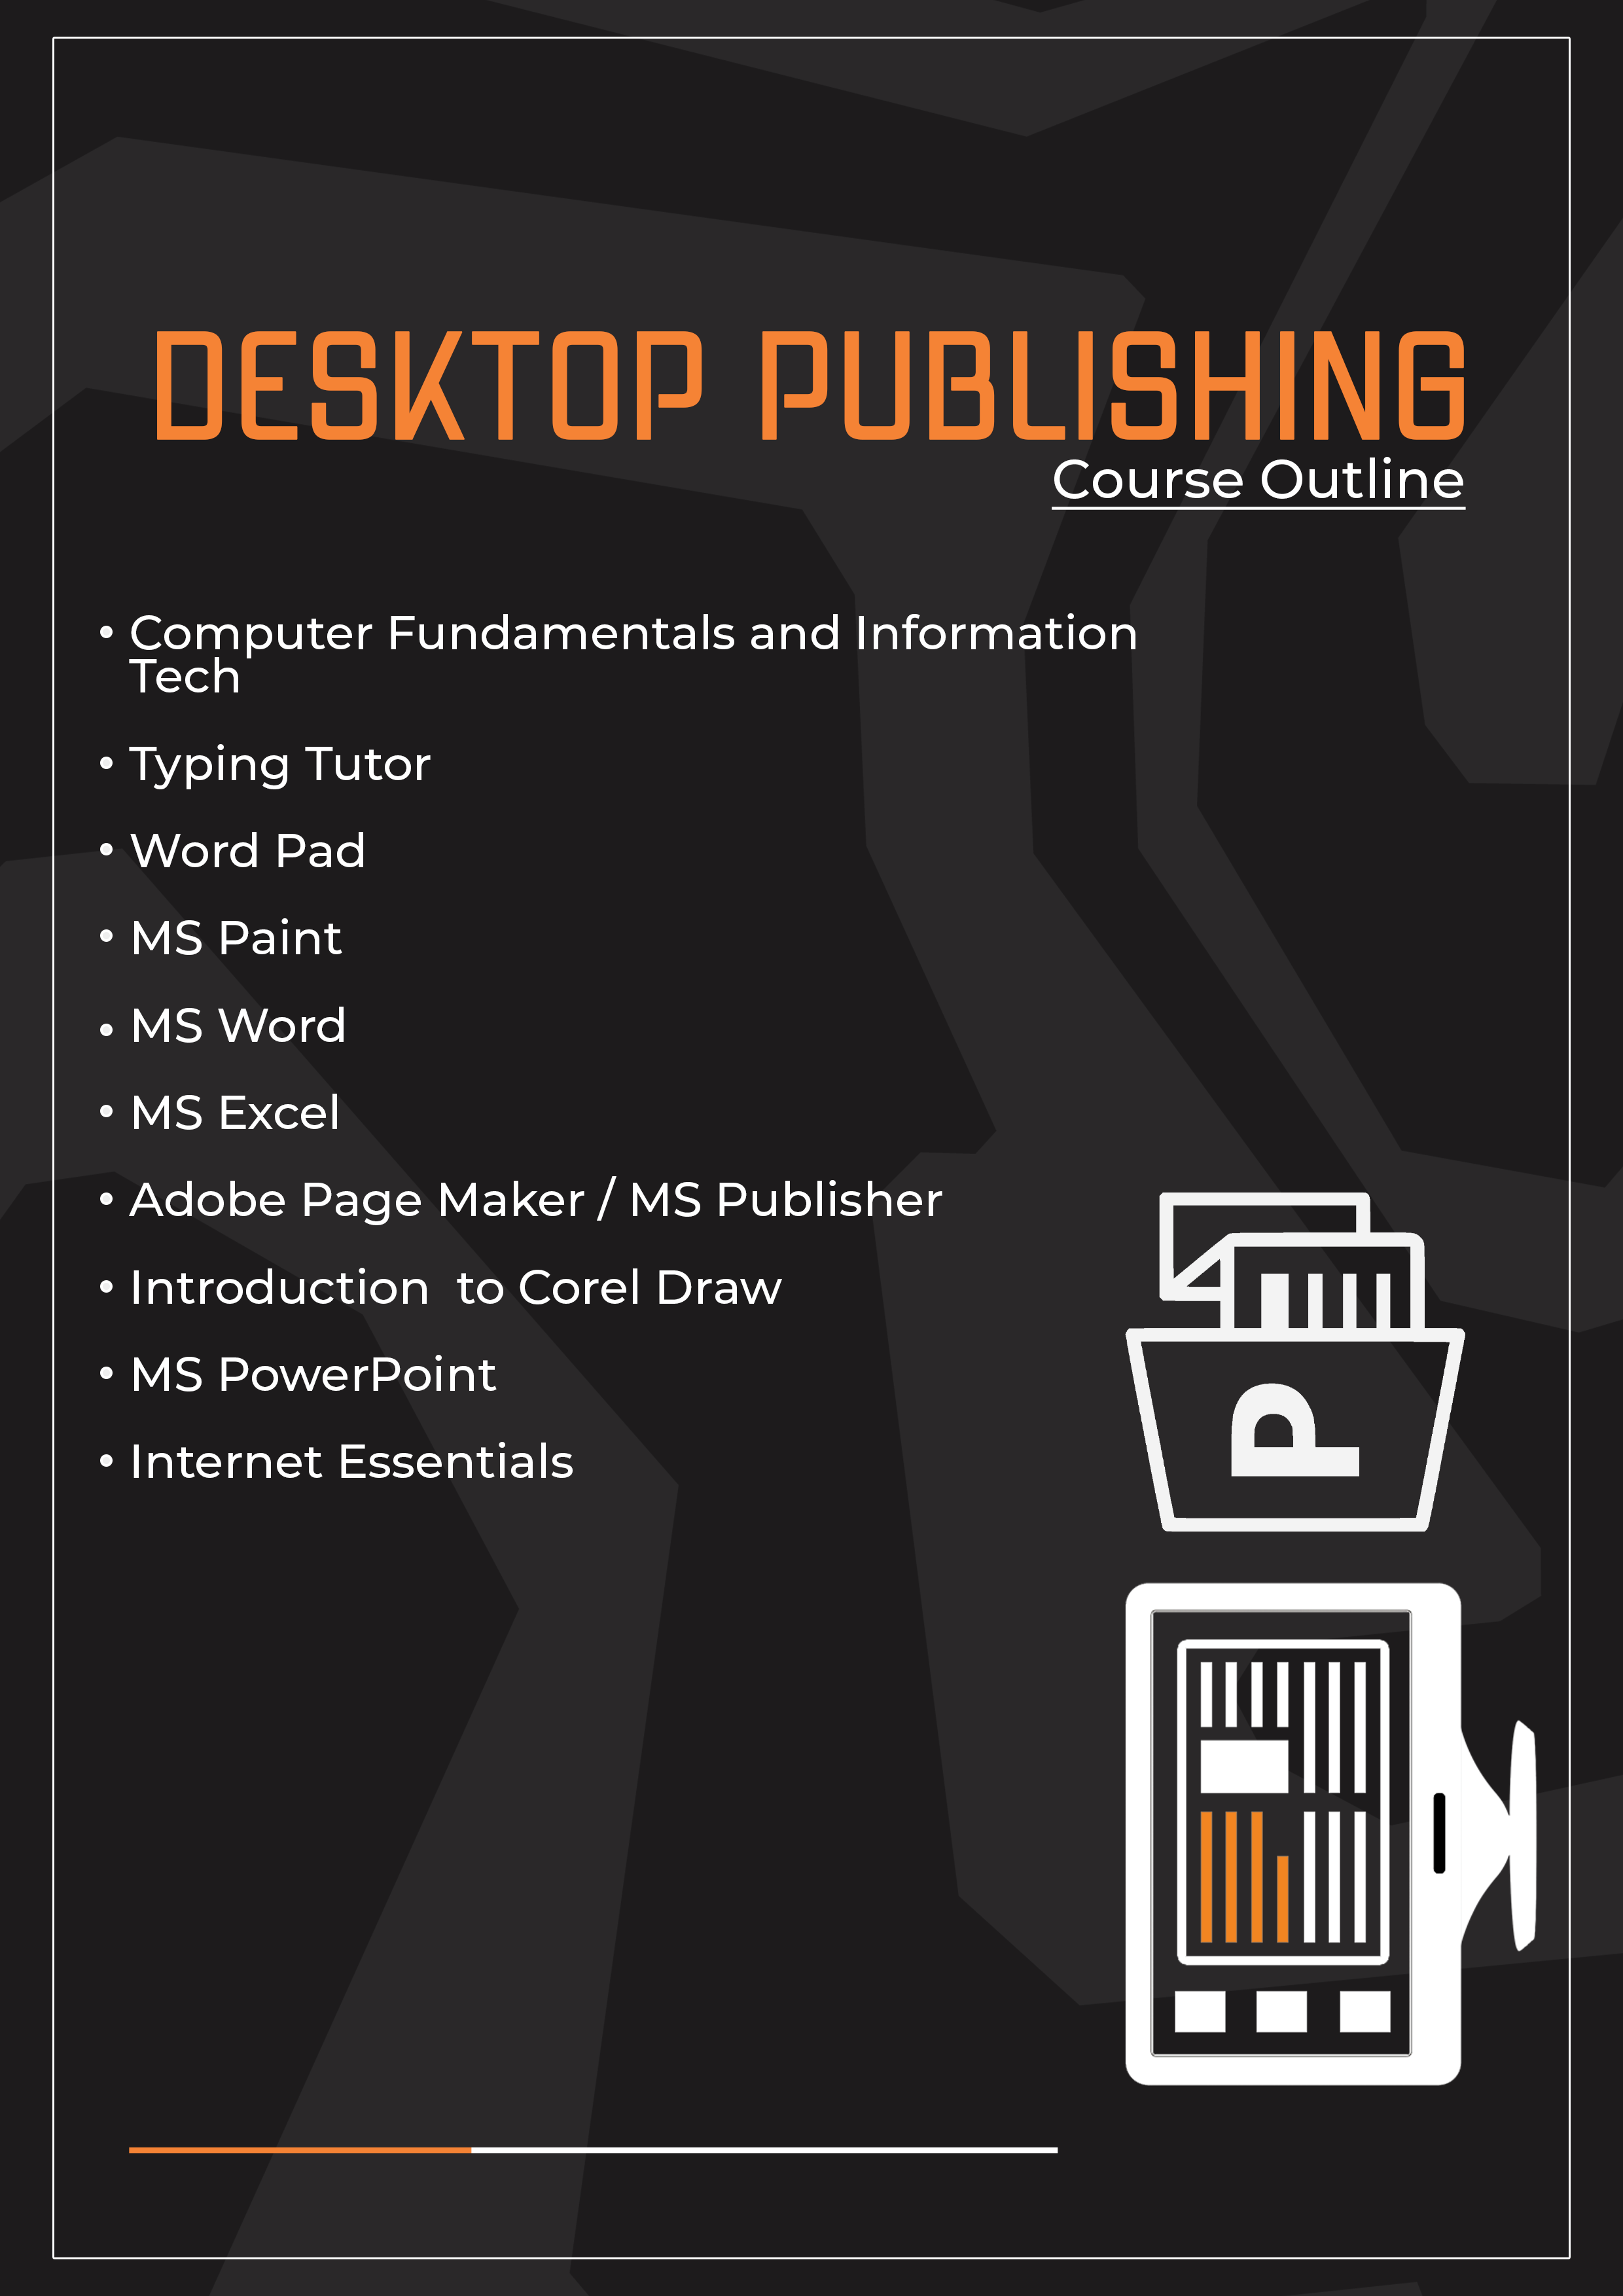 DESKTOP PUBLISHING
Course Outline
• Computer Fundamentals and Information
Tech
• Typing Tutor
• Word Pad
• MS Paint
• MS Word
• MS Excel
• Adobe Page Maker / MS Publisher
• Introduction  to Corel Draw
• MS PowerPoint
• Internet Essentials
P